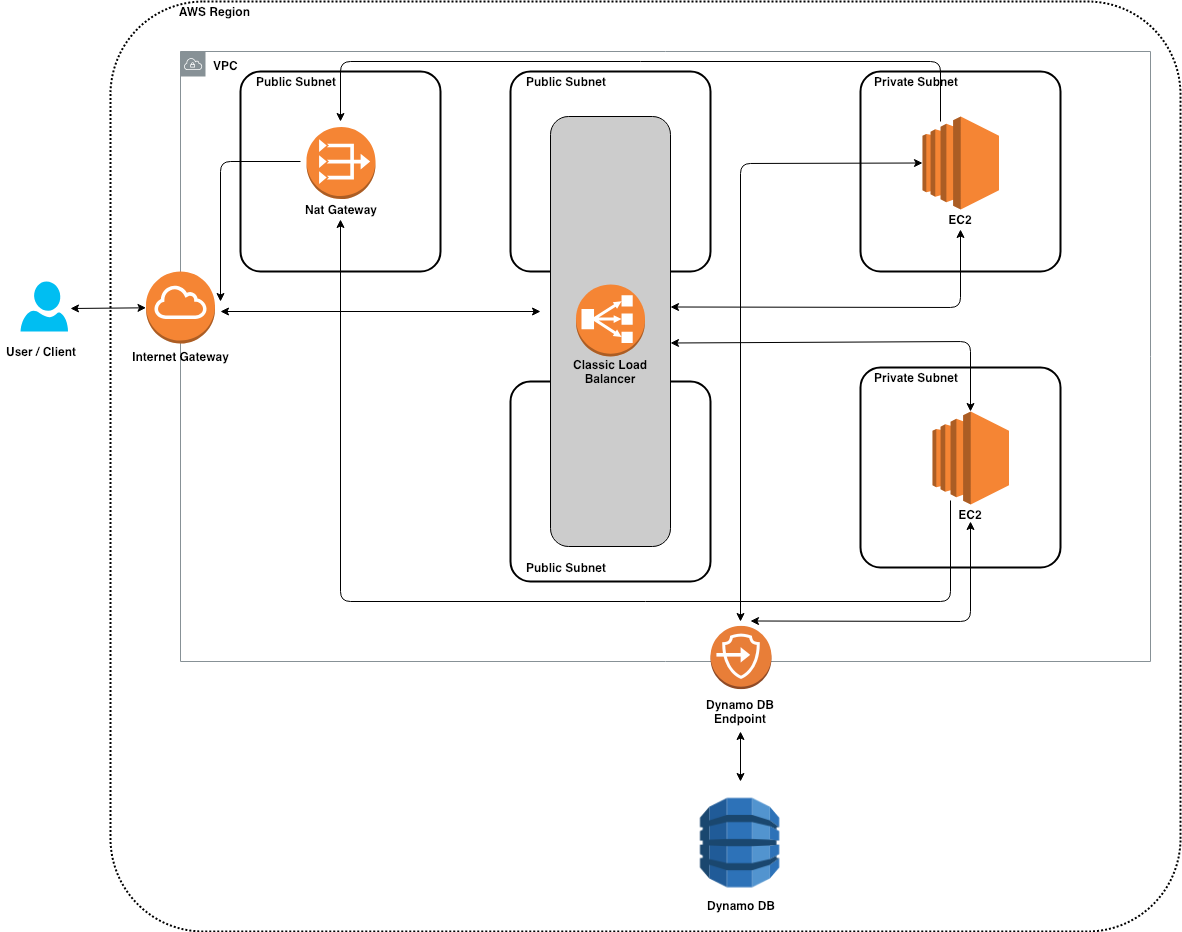 AWS Region
VPC
Public Subnet
Public Subnet
Private Subnet
Nat Gateway
EC2
User / Client
Internet Gateway
Classic Load
Balancer
Private Subnet
EC2
Public Subnet
Dynamo DB
Endpoint
Dynamo DB